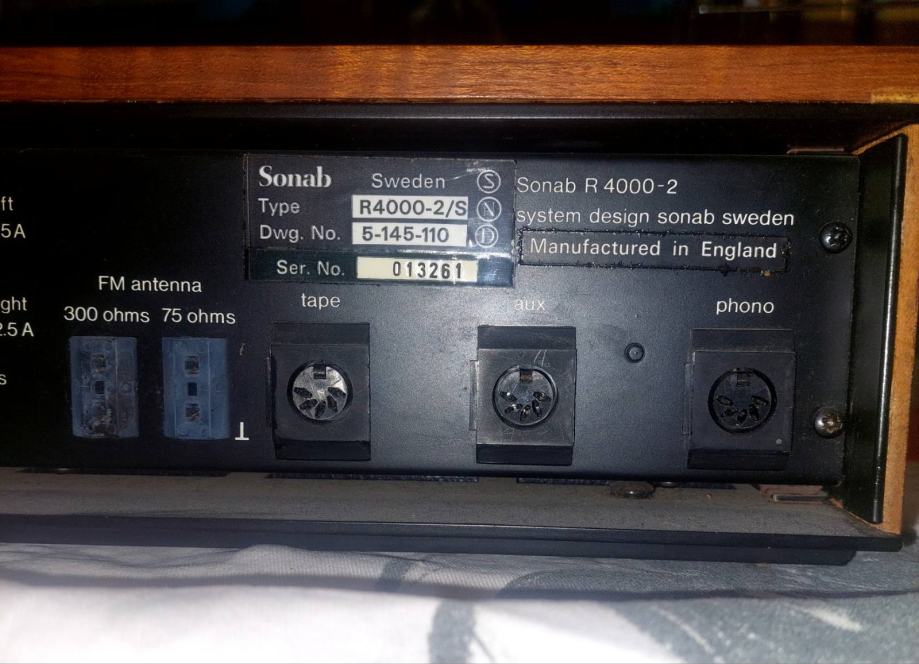 Sonab Sweden S
Type R4000-2/S N
Dwg. No. 5-145-110 D
Ser. No. 013261
Sonab R 4000-2
system design sonab sweden
Manufactured in England
ft
5A
ght
2.5 A
s
FM antenna
300 ohms 75 ohms
tape
aux
phono